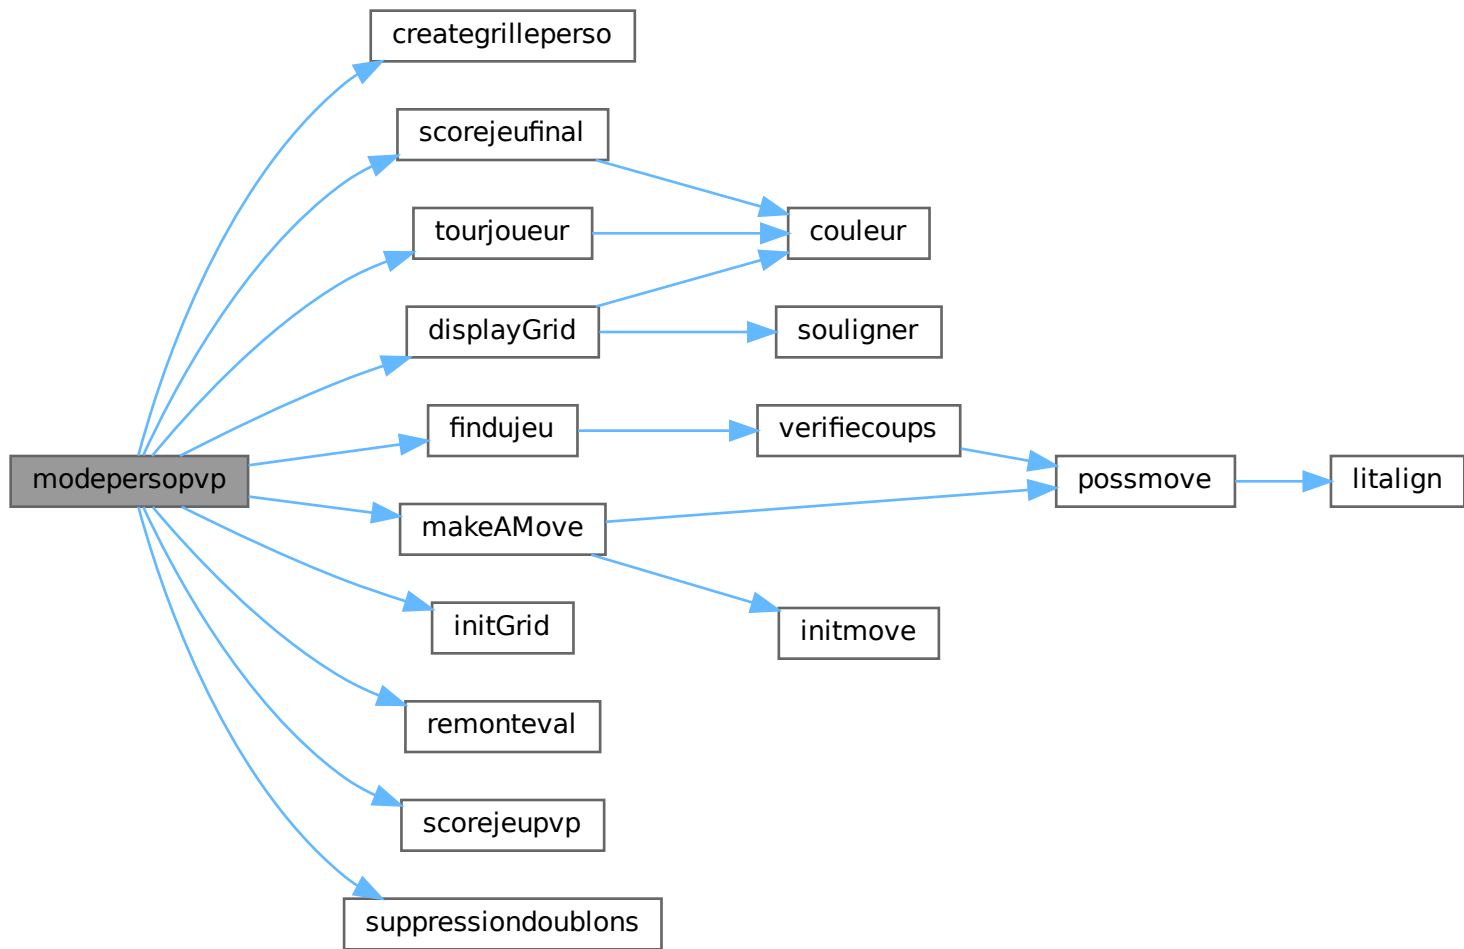 creategrilleperso
scorejeufinal
tourjoueur
couleur
displayGrid
souligner
findujeu
verifiecoups
modepersopvp
possmove
litalign
makeAMove
initGrid
initmove
remonteval
scorejeupvp
suppressiondoublons